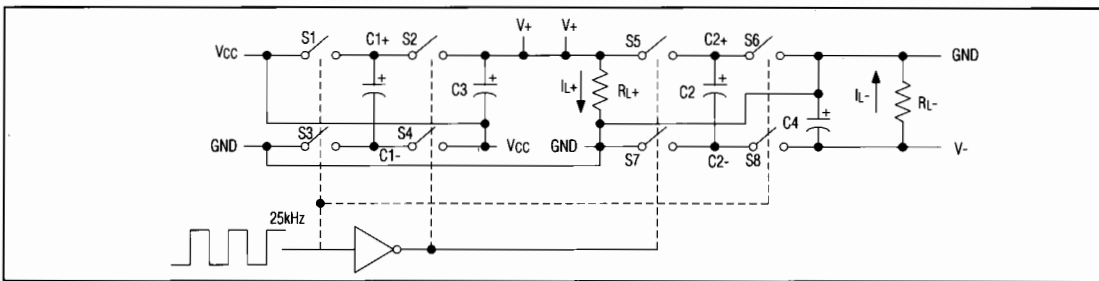 V+ V+
VCC S1 C1+ S2 S5 C2+ S6 GND
C3 IL+ RL+ C2 IL- RL-
C4
GND S3 C1- S4 VCC GND S7 C2- S8 V-
25kHz